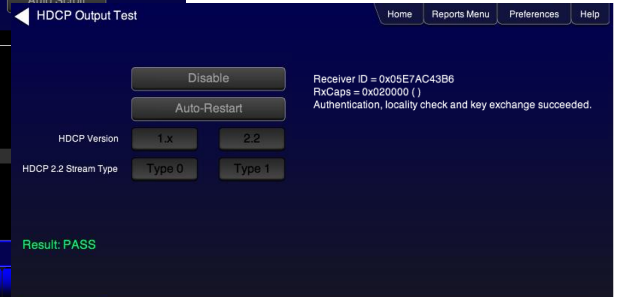 Auto Scroll
HDCP Output Test
Home Reports Menu Preferences Help
Disable
Auto-Restart
Receiver ID = 0x05E7AC43B6
RxCaps = 0x020000 ( )
Authentication, locality check and key exchange succeeded.
HDCP Version 1.x 2.2
HDCP 2.2 Stream Type Type 0 Type 1
Result: PASS